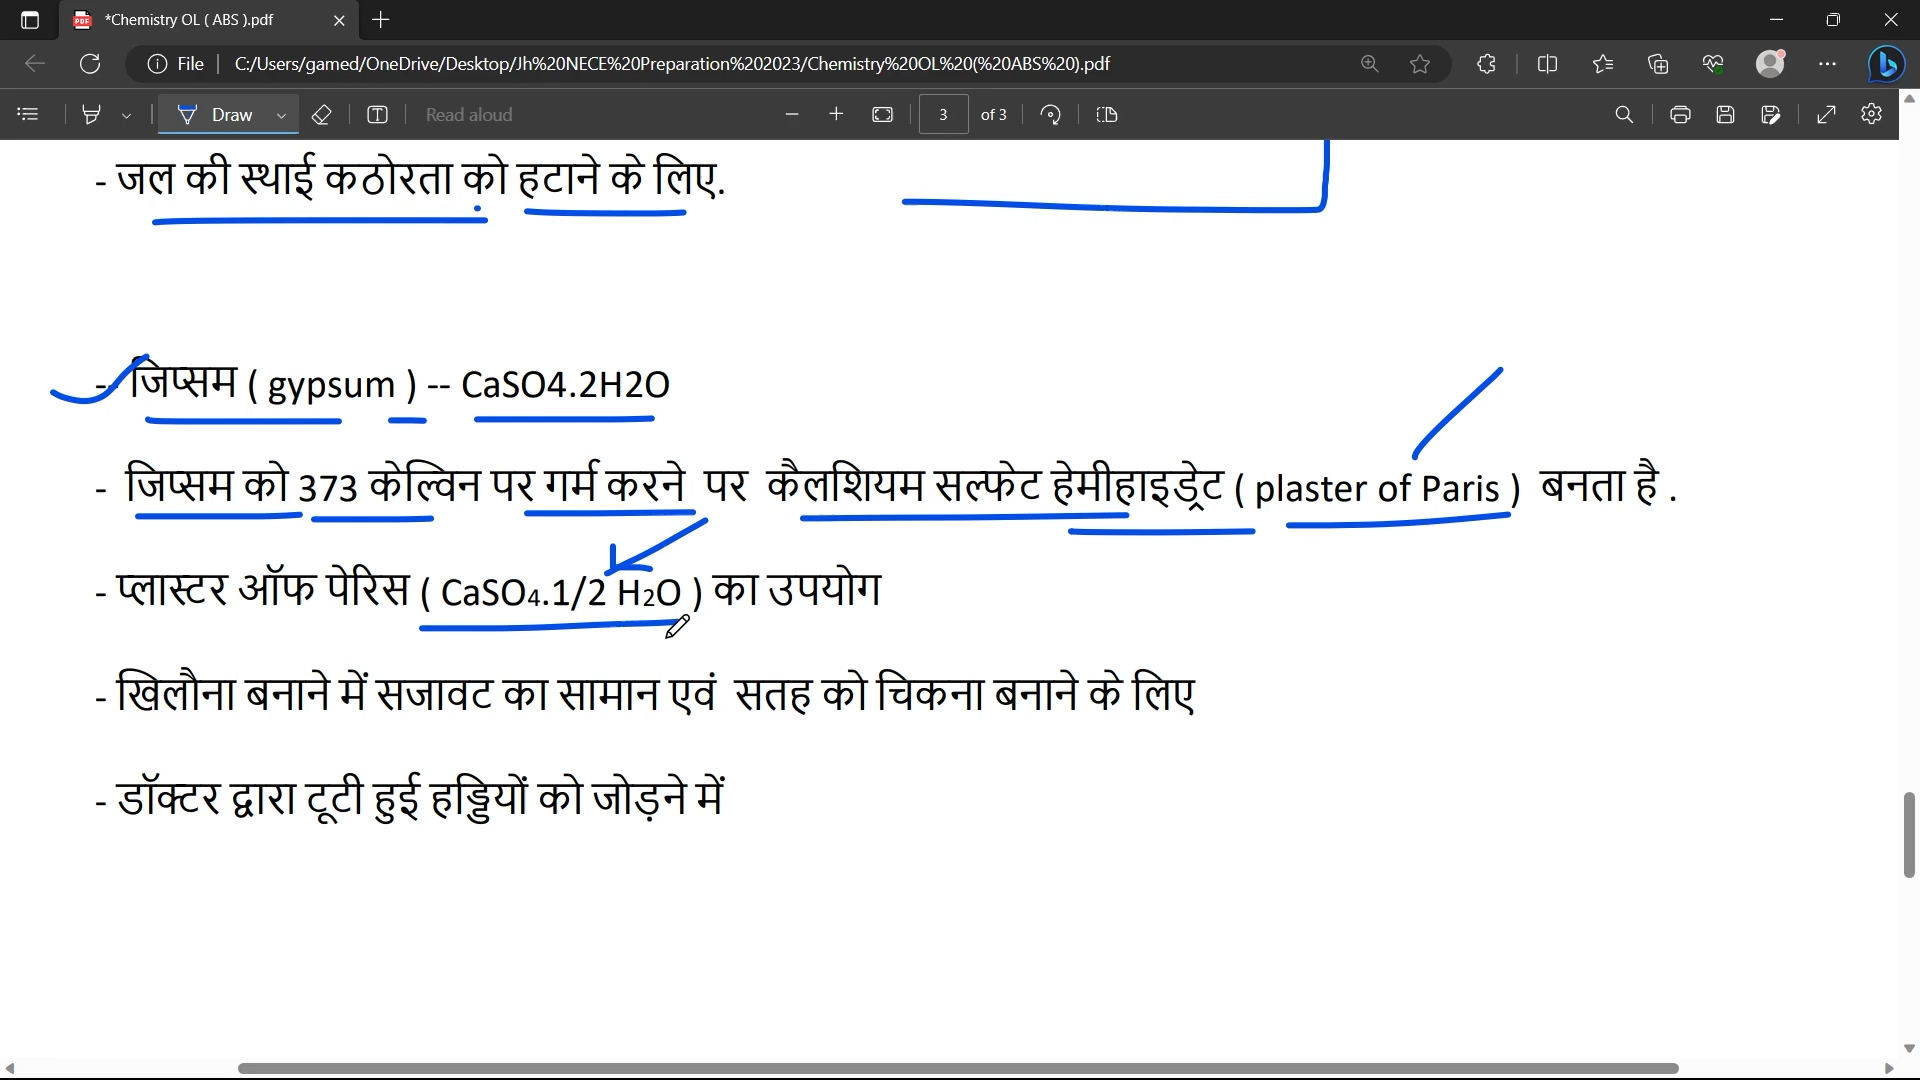 *Chemistry OL ( ABS ).pdf
File C:/Users/gamed/OneDrive/Desktop/Jh%20NECE%20Preparation%202023/Chemistry%20OL%20(%20ABS%20).pdf
Draw Read aloud 3 of 3
- जल की स्थाई कठोरता को हटाने के लिए.
-- जिप्सम ( gypsum ) -- CaSO4.2H2O
- जिप्सम को 373 केल्विन पर गर्म करने पर कैलशियम सल्फेट हेमीहाइड्रेट ( plaster of Paris ) बनता है .
- प्लास्टर ऑफ पेरिस ( CaSO₄.1/2 H₂O ) का उपयोग
- खिलौना बनाने में सजावट का सामान एवं सतह को चिकना बनाने के लिए
- डॉक्टर द्वारा टूटी हुई हड्डियों को जोड़ने में